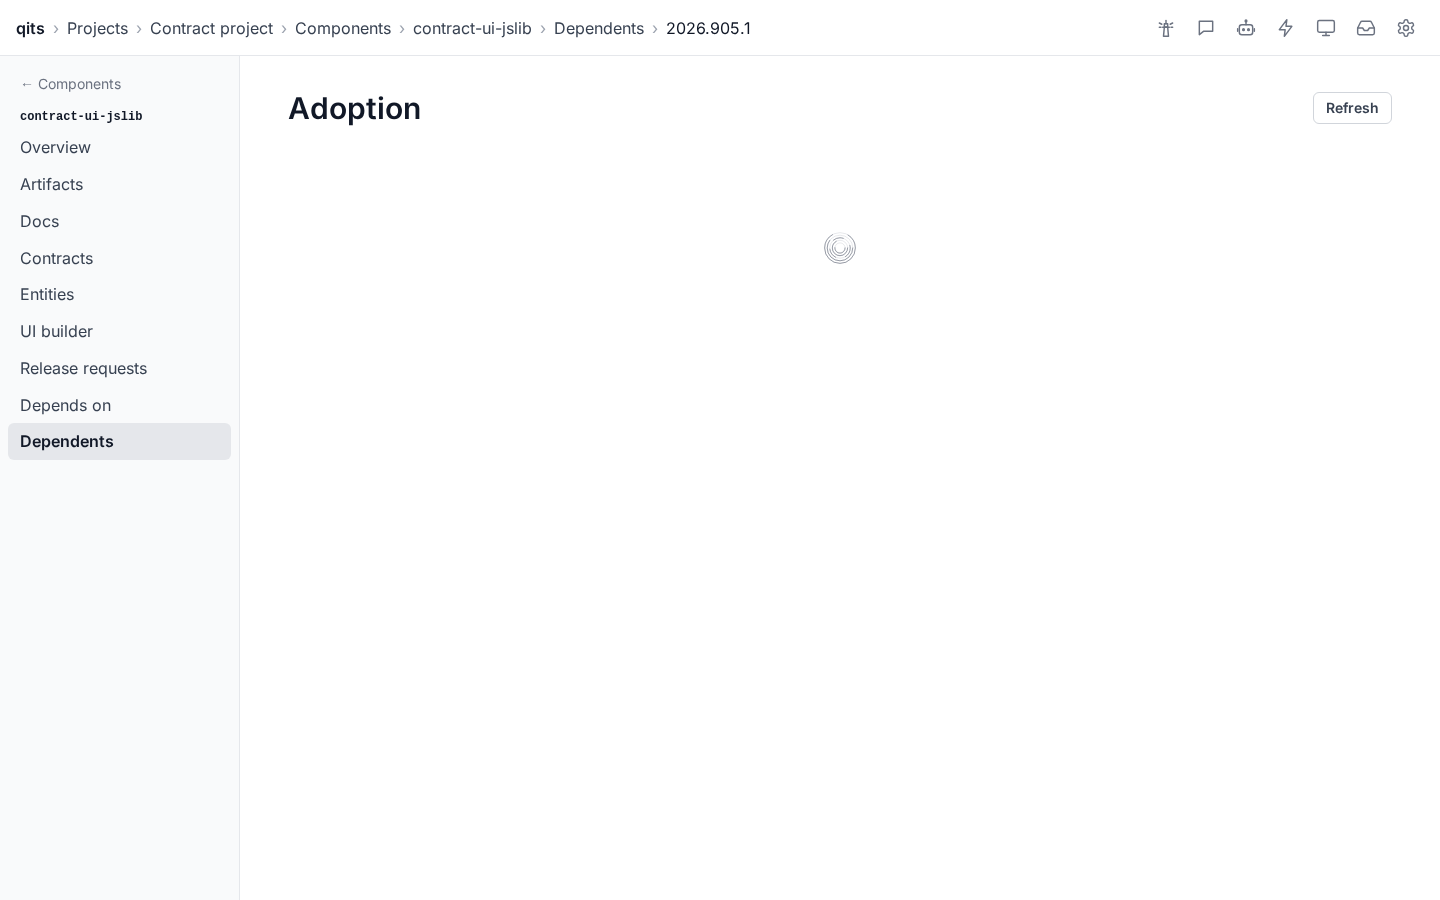 qits › Projects › Contract project › Components › contract-ui-jslib › Dependents › 2026.905.1
← Components
contract-ui-jslib
Overview
Artifacts
Docs
Contracts
Entities
UI builder
Release requests
Depends on
Dependents
Adoption
Refresh